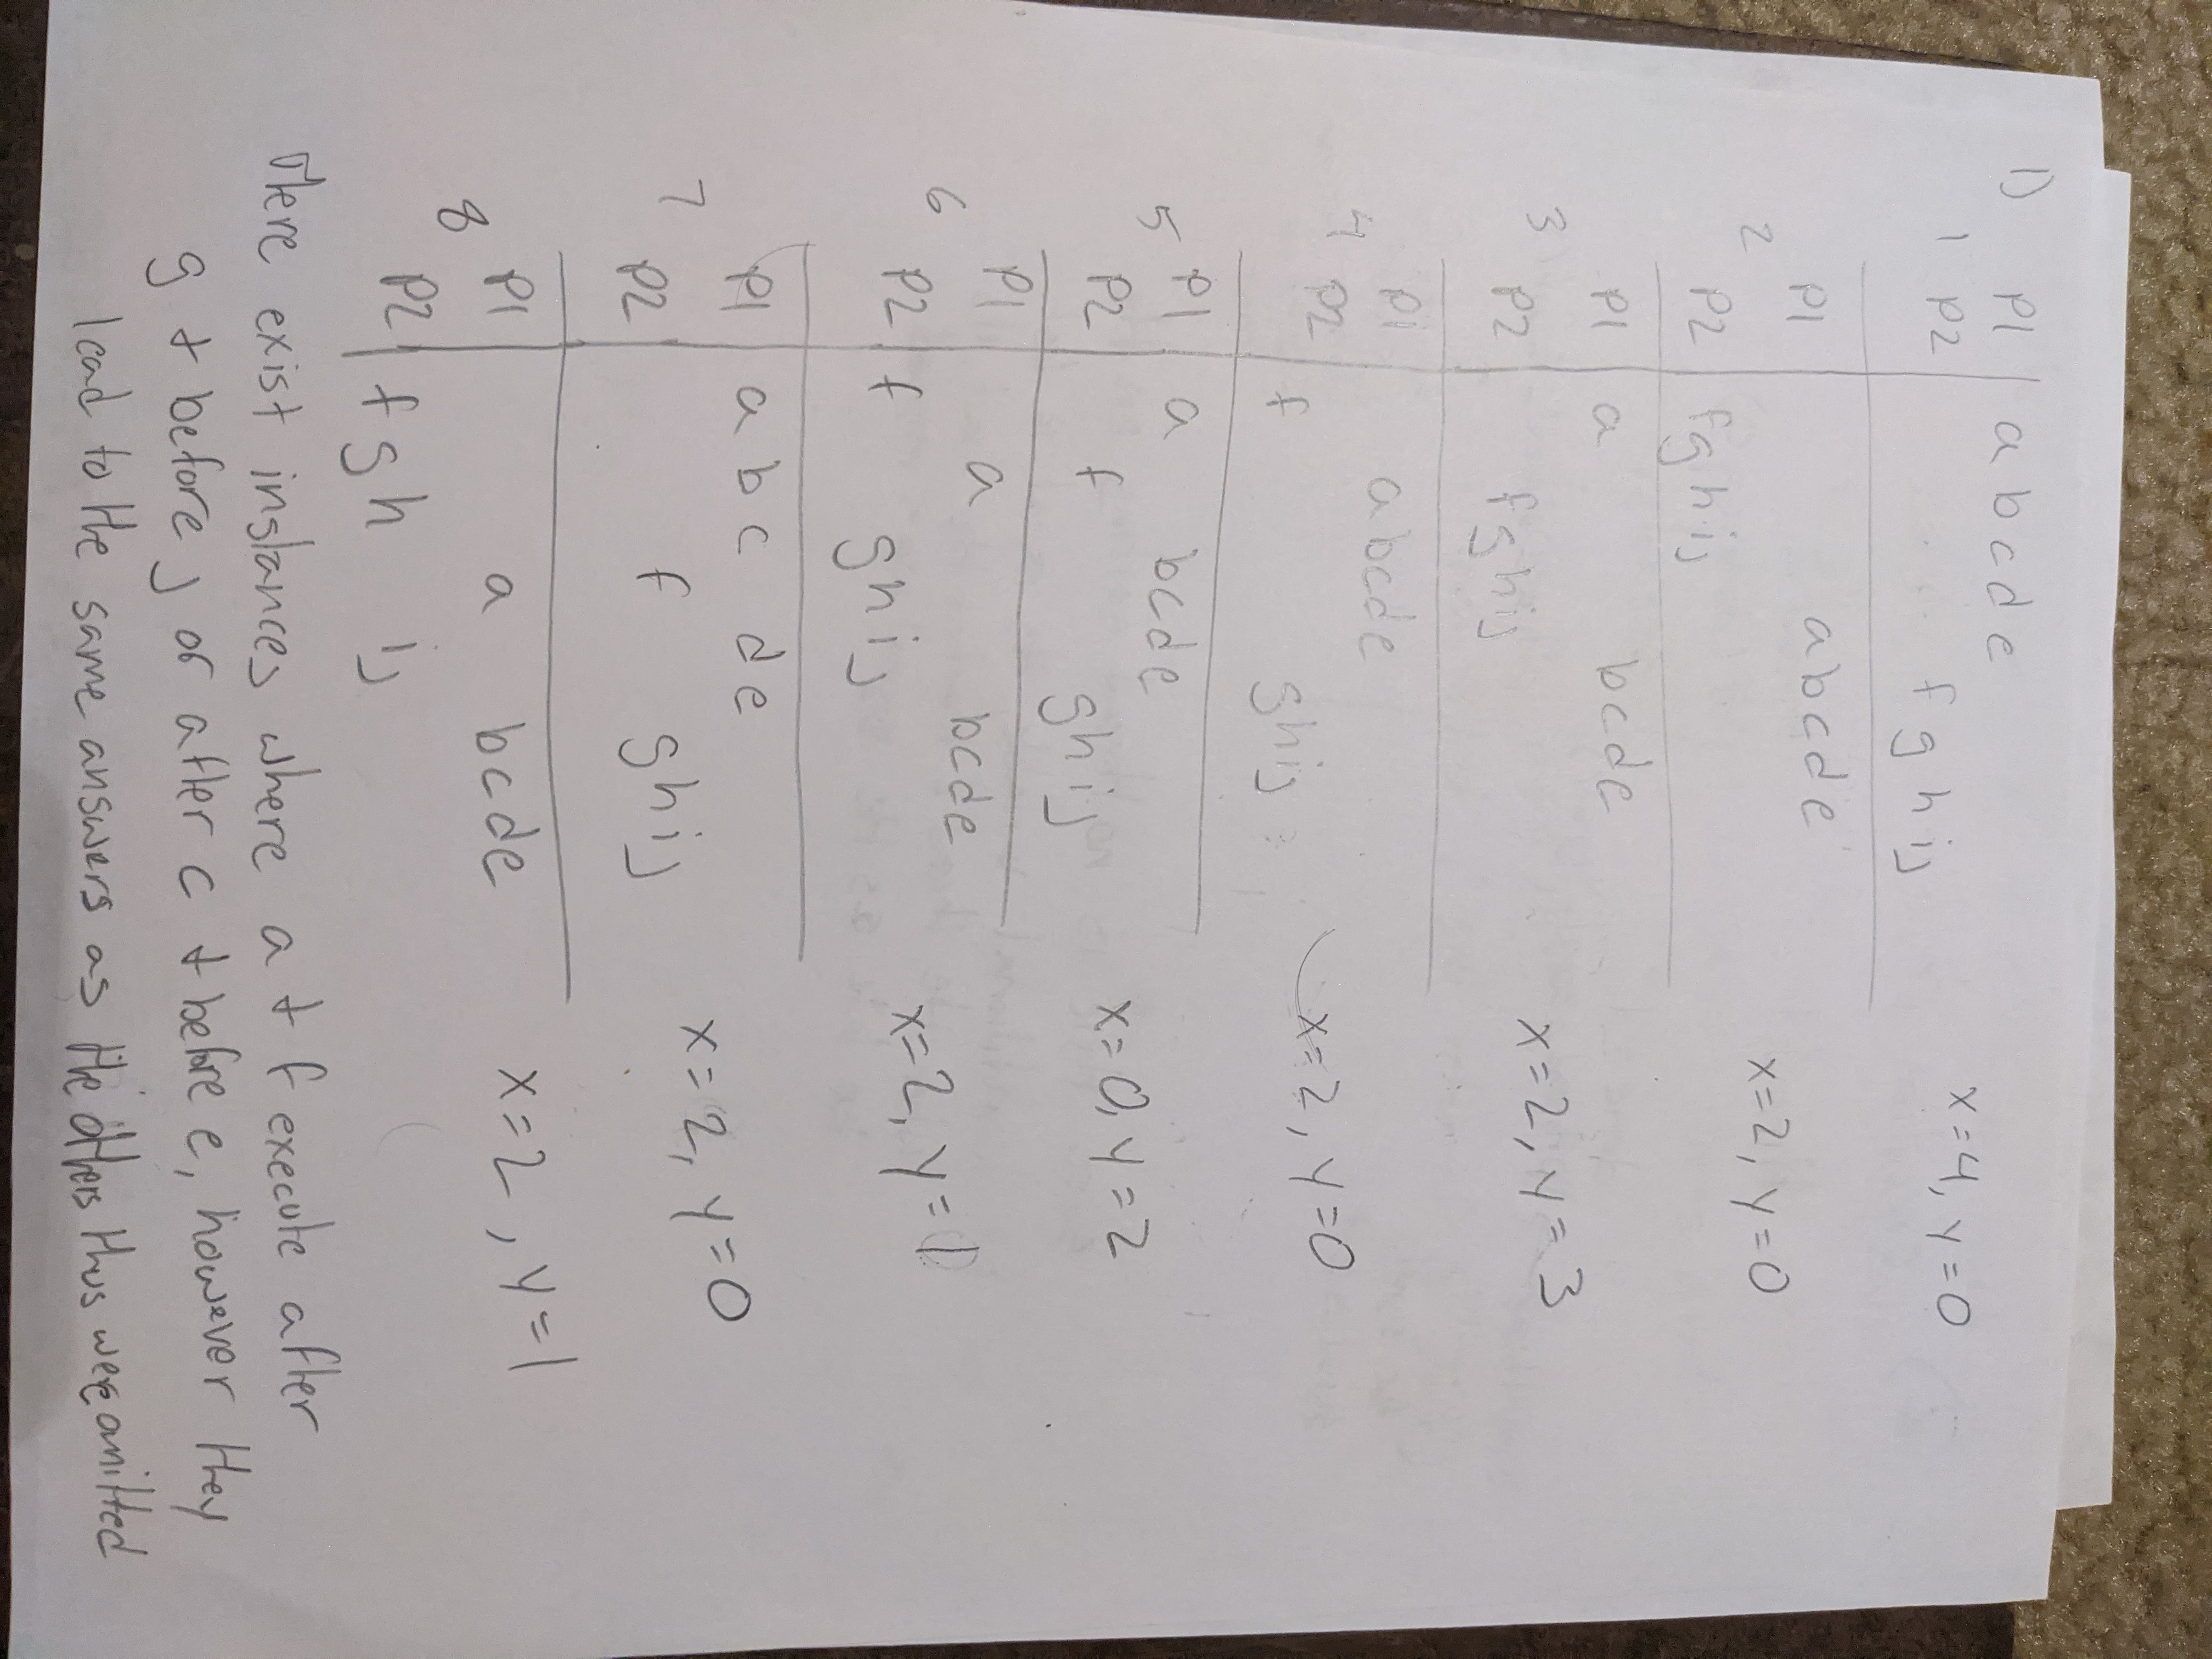 1)
1 P1 | a b c d e
P2 | f g h i j x=4, y=0
2 P1 | a b c d e
P2 | f g h i j x=2, y=0
3 P1 | a b c d e
P2 | f g h i j x=2, y=3
4 P1 | a b c d e
P2 | f g h i j x=2, y=0
5 P1 | a b c d e
P2 | f g h i j x=0, y=2
6 P1 | a b c d e
P2 | f g h i j x=2, y=1
7 P1 | a b c d e
P2 | f g h i j x=2, y=0
8 P1 | a b c d e
P2 | f g h i j x=2, y=1
there exist instances where a + f execute after
g + before j or after c + before e, however they
lead to the same answers as the others thus were omitted